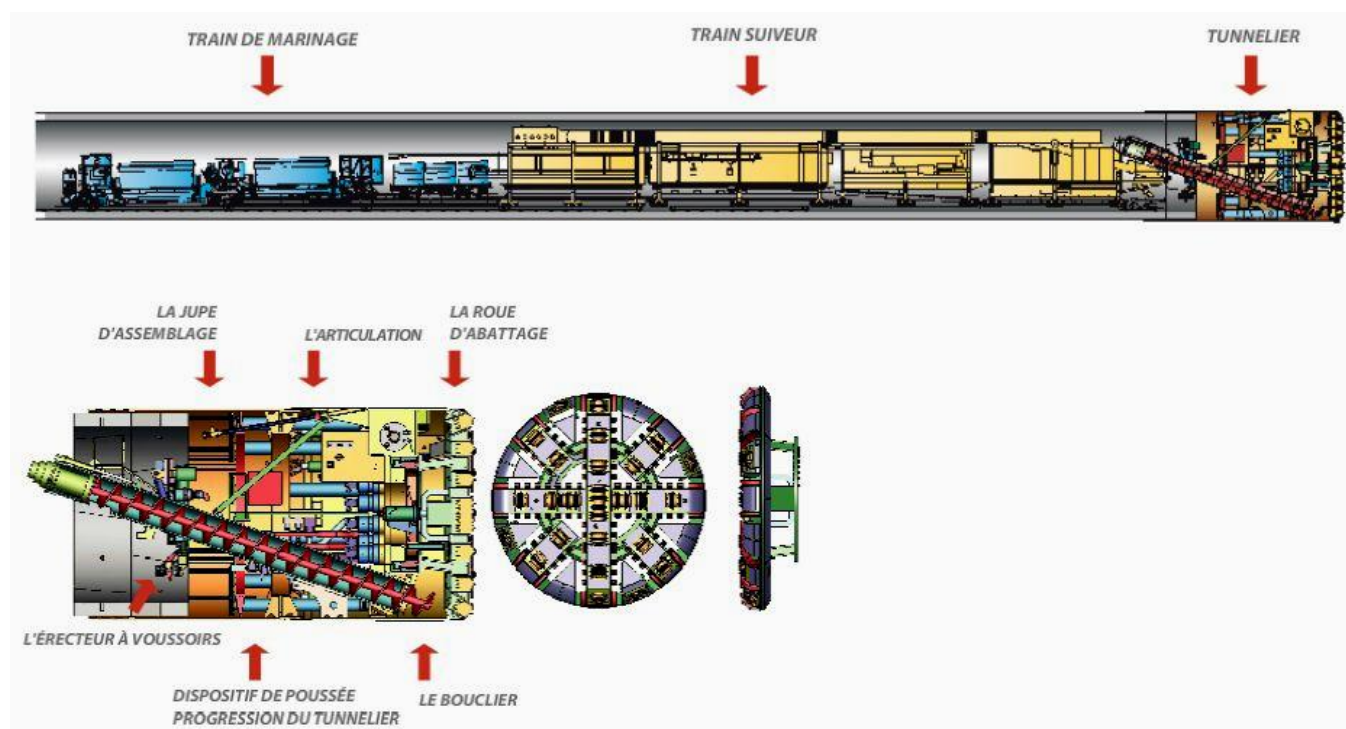 TRAIN DE MARINAGE
TRAIN SUIVEUR
TUNNELIER
LA JUPE
D'ASSEMBLAGE
L'ARTICULATION
LA ROUE
D'ABATTAGE
L'ÉRECTEUR À VOUSSOIRS
DISPOSITIF DE POUSSÉE
PROGRESSION DU TUNNELIER
LE BOUCLIER